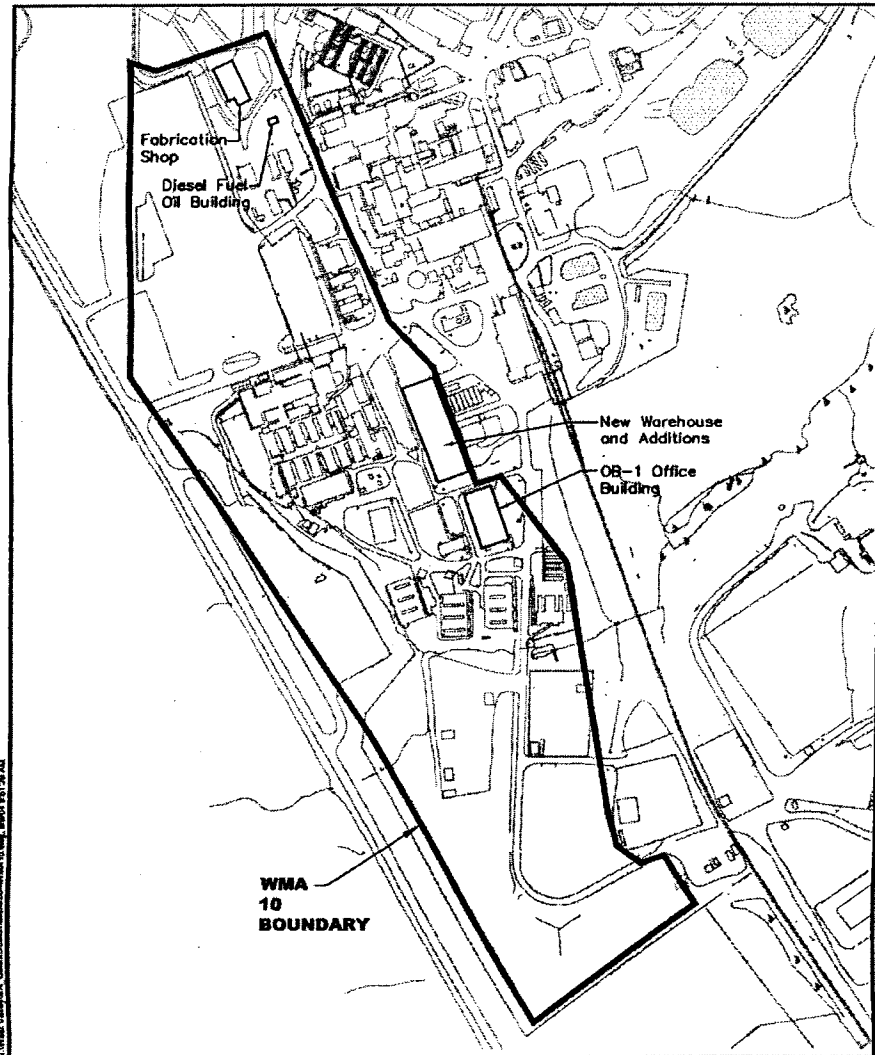 Fabrication
Shop
Diesel Fuel
Oil Building
New Warehouse
and Additions
OB-1 Office
Building
WMA
10
BOUNDARY